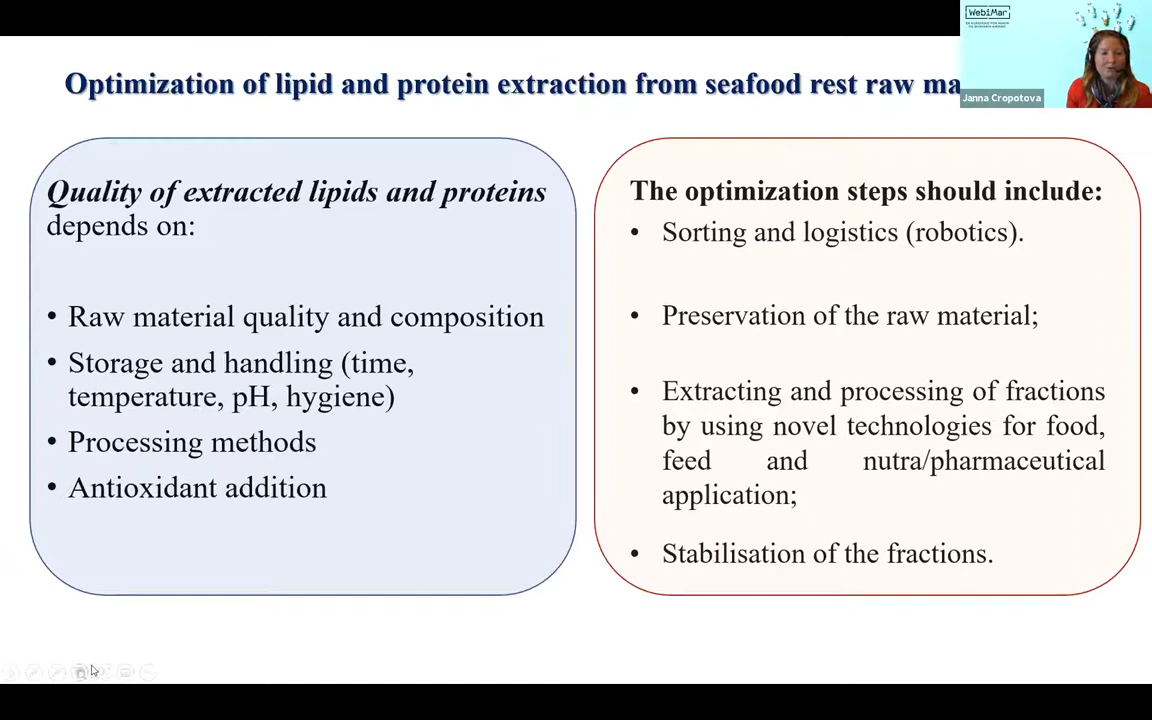 WebiMar
Optimization of lipid and protein extraction from seafood rest raw
Janna Cropotova
Quality of extracted lipids and proteins
depends on:
• Raw material quality and composition
• Storage and handling (time,
temperature, pH, hygiene)
• Processing methods
• Antioxidant addition
The optimization steps should include:
• Sorting and logistics (robotics).
• Preservation of the raw material;
• Extracting and processing of fractions
by using novel technologies for food,
feed and nutra/pharmaceutical
application;
• Stabilisation of the fractions.